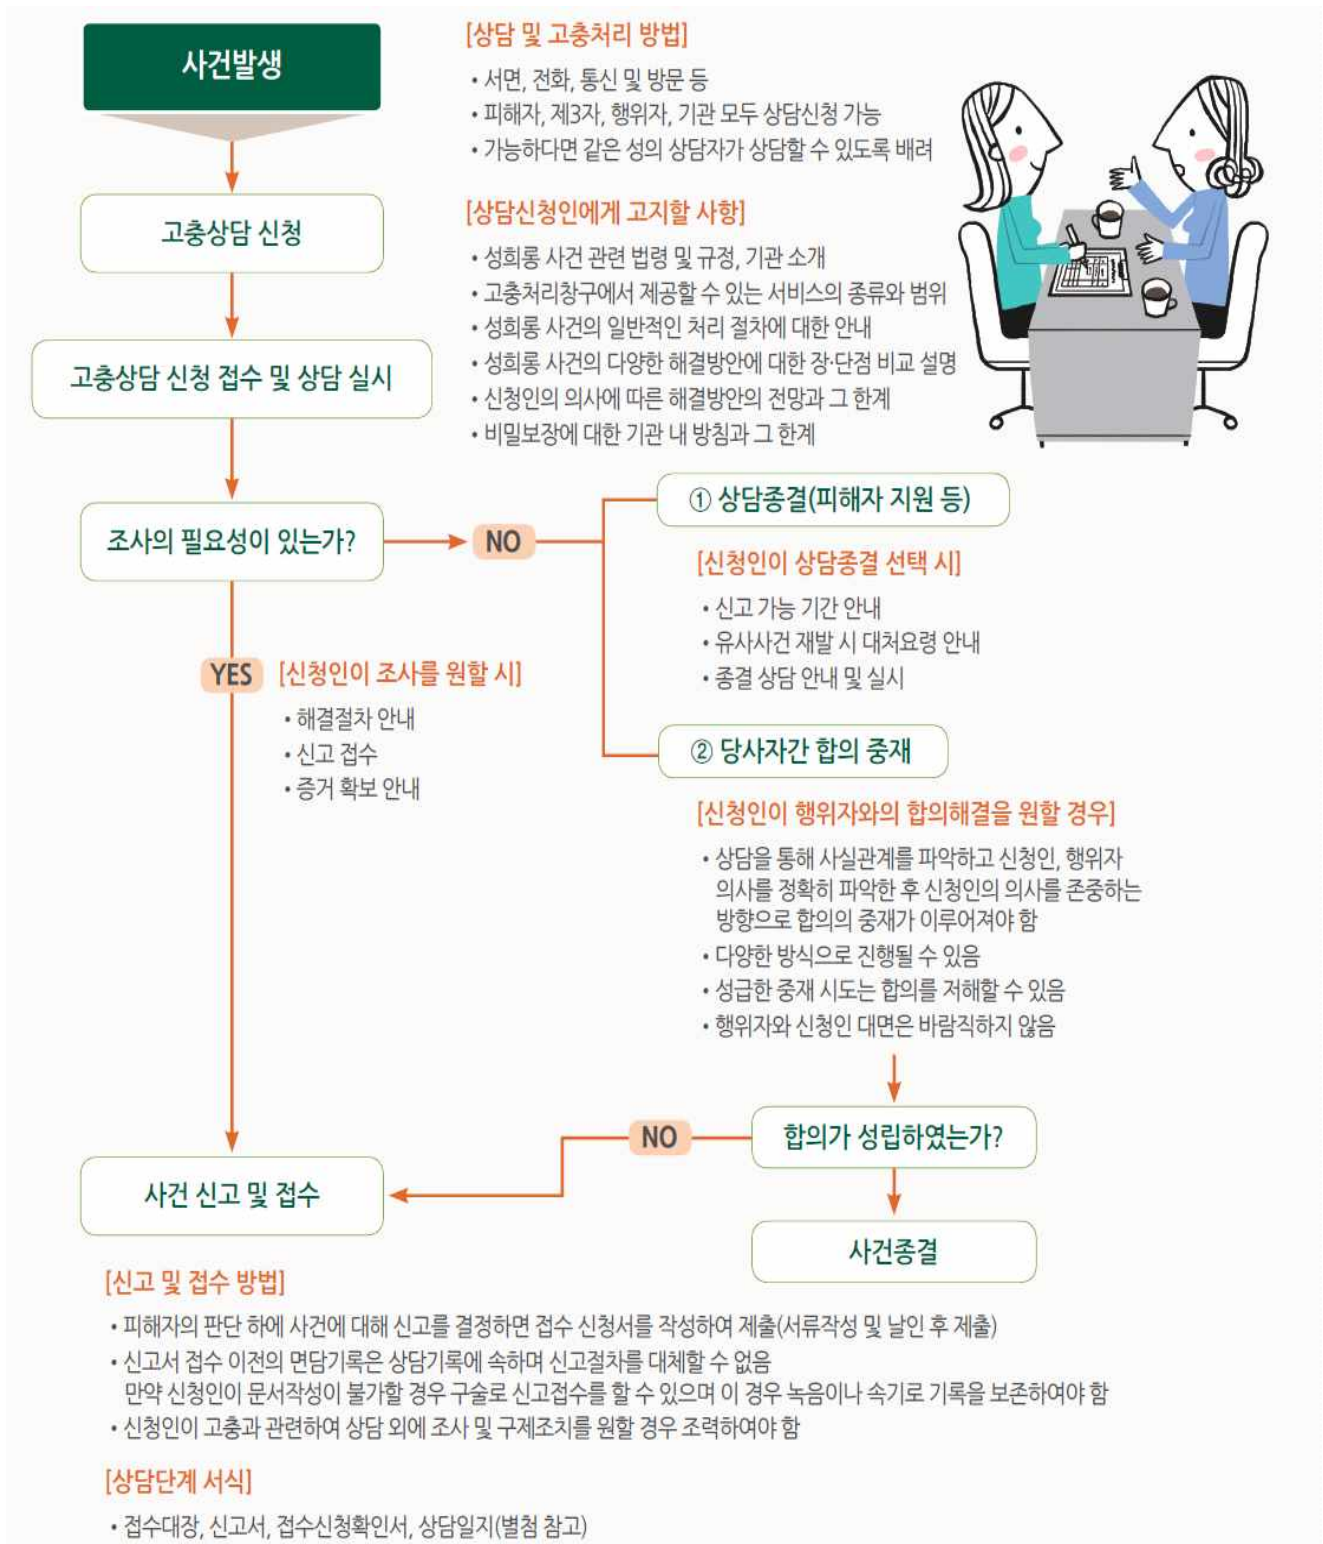 사건발생
[상담 및 고충처리 방법]
• 서면, 전화, 통신 및 방문 등
• 피해자, 제3자, 행위자, 기관 모두 상담신청 가능
• 가능하다면 같은 성의 상담자가 상담할 수 있도록 배려
고충상담 신청
[상담신청인에게 고지할 사항]
• 성희롱 사건 관련 법령 및 규정, 기관 소개
• 고충처리창구에서 제공할 수 있는 서비스의 종류와 범위
• 성희롱 사건의 일반적인 처리 절차에 대한 안내
• 성희롱 사건의 다양한 해결방안에 대한 장·단점 비교 설명
• 신청인의 의사에 따른 해결방안의 전망과 그 한계
• 비밀보장에 대한 기관 내 방침과 그 한계
고충상담 신청 접수 및 상담 실시
조사의 필요성이 있는가?
NO
① 상담종결(피해자 지원 등)
[신청인이 상담종결 선택 시]
• 신고 가능 기간 안내
• 유사사건 재발 시 대처요령 안내
• 종결 상담 안내 및 실시
YES
[신청인이 조사를 원할 시]
• 해결절차 안내
• 신고 접수
• 증거 확보 안내
② 당사자간 합의 중재
[신청인이 행위자와의 합의해결을 원할 경우]
• 상담을 통해 사실관계를 파악하고 신청인, 행위자
의사를 정확히 파악한 후 신청인의 의사를 존중하는
방향으로 합의의 중재가 이루어져야 함
• 다양한 방식으로 진행될 수 있음
• 성급한 중재 시도는 합의를 저해할 수 있음
• 행위자와 신청인 대면은 바람직하지 않음
합의가 성립하였는가?
NO
사건 신고 및 접수
사건종결
[신고 및 접수 방법]
• 피해자의 판단 하에 사건에 대해 신고를 결정하면 접수 신청서를 작성하여 제출(서류작성 및 날인 후 제출)
• 신고서 접수 이전의 면담기록은 상담기록에 속하며 신고절차를 대체할 수 없음
만약 신청인이 문서작성이 불가할 경우 구술로 신고접수를 할 수 있으며 이 경우 녹음이나 속기로 기록을 보존하여야 함
• 신청인이 고충과 관련하여 상담 외에 조사 및 구제조치를 원할 경우 조력하여야 함
[상담단계 서식]
• 접수대장, 신고서, 접수신청확인서, 상담일지(별첨 참고)